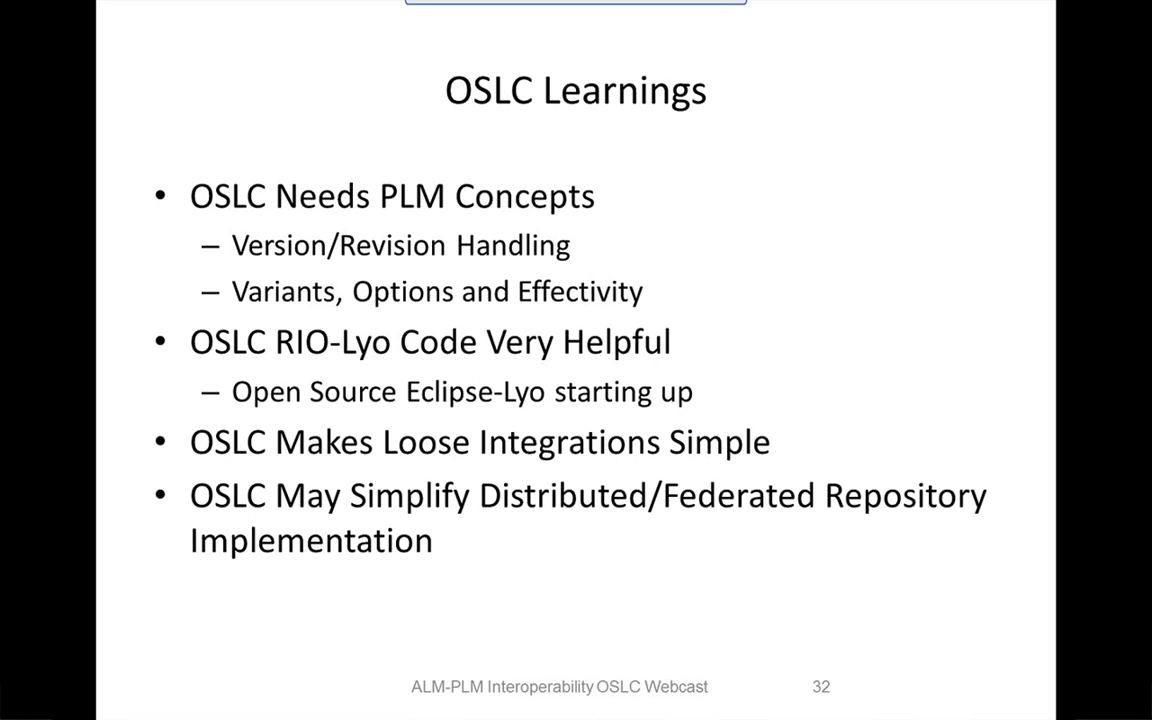 OSLC Learnings
• OSLC Needs PLM Concepts
– Version/Revision Handling
– Variants, Options and Effectivity
• OSLC RIO-Lyo Code Very Helpful
– Open Source Eclipse-Lyo starting up
• OSLC Makes Loose Integrations Simple
• OSLC May Simplify Distributed/Federated Repository
Implementation
ALM-PLM Interoperability OSLC Webcast 32